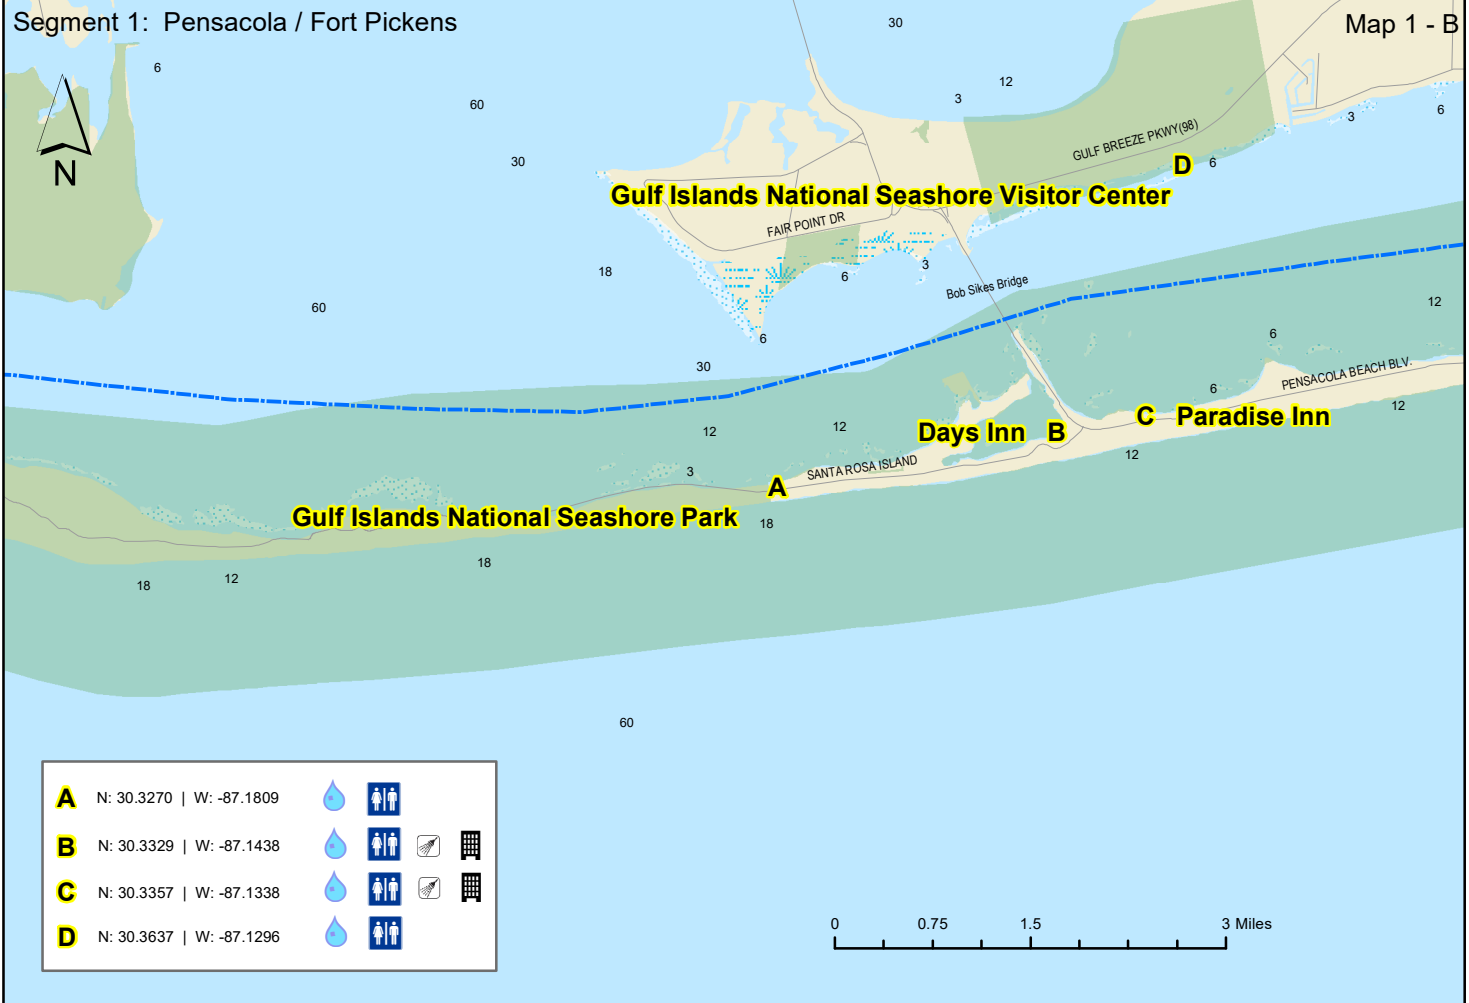 Segment 1: Pensacola / Fort Pickens
Map 1 - B
30
6
12
60
3
6
3
N
GULF BREEZE PKWY(98)
30
D
6
Gulf Islands National Seashore Visitor Center
FAIR POINT DR
18
3
6
Bob Sikes Bridge
60
12
6
6
30
PENSACOLA BEACH BLV.
6
12
C Paradise Inn
12
12
Days Inn B
12
3
SANTA ROSA ISLAND
A
Gulf Islands National Seashore Park
18
18
12
18
60
A N: 30.3270 | W: -87.1809
B N: 30.3329 | W: -87.1438
C N: 30.3357 | W: -87.1338
D N: 30.3637 | W: -87.1296
0 0.75 1.5 3 Miles